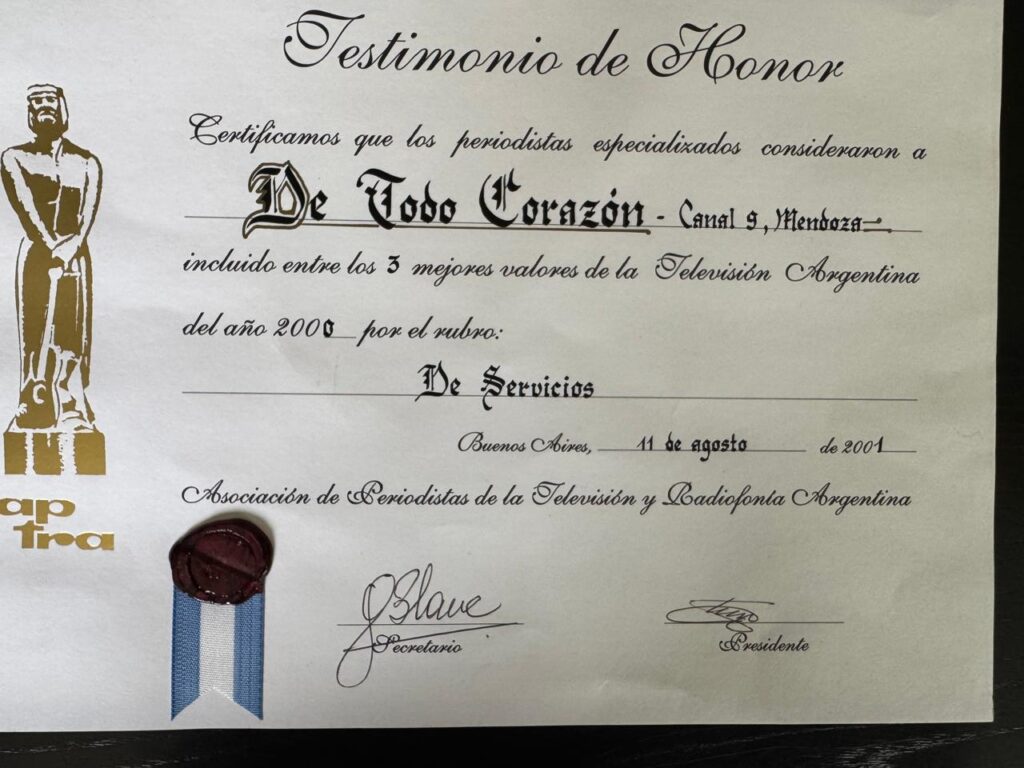 Testimonio de Honor
Certificamos que los periodistas especializados consideraron a
De Todo Corazón - Canal 9, Mendoza
incluido entre los 3 mejores valores de la Televisión Argentina
del año 2000 por el rubro:
De Servicios
Buenos Aires, 11 de agosto de 2001
Asociación de Periodistas de la Televisión y Radiofonía Argentina
ap
tra
Secretario
Presidente